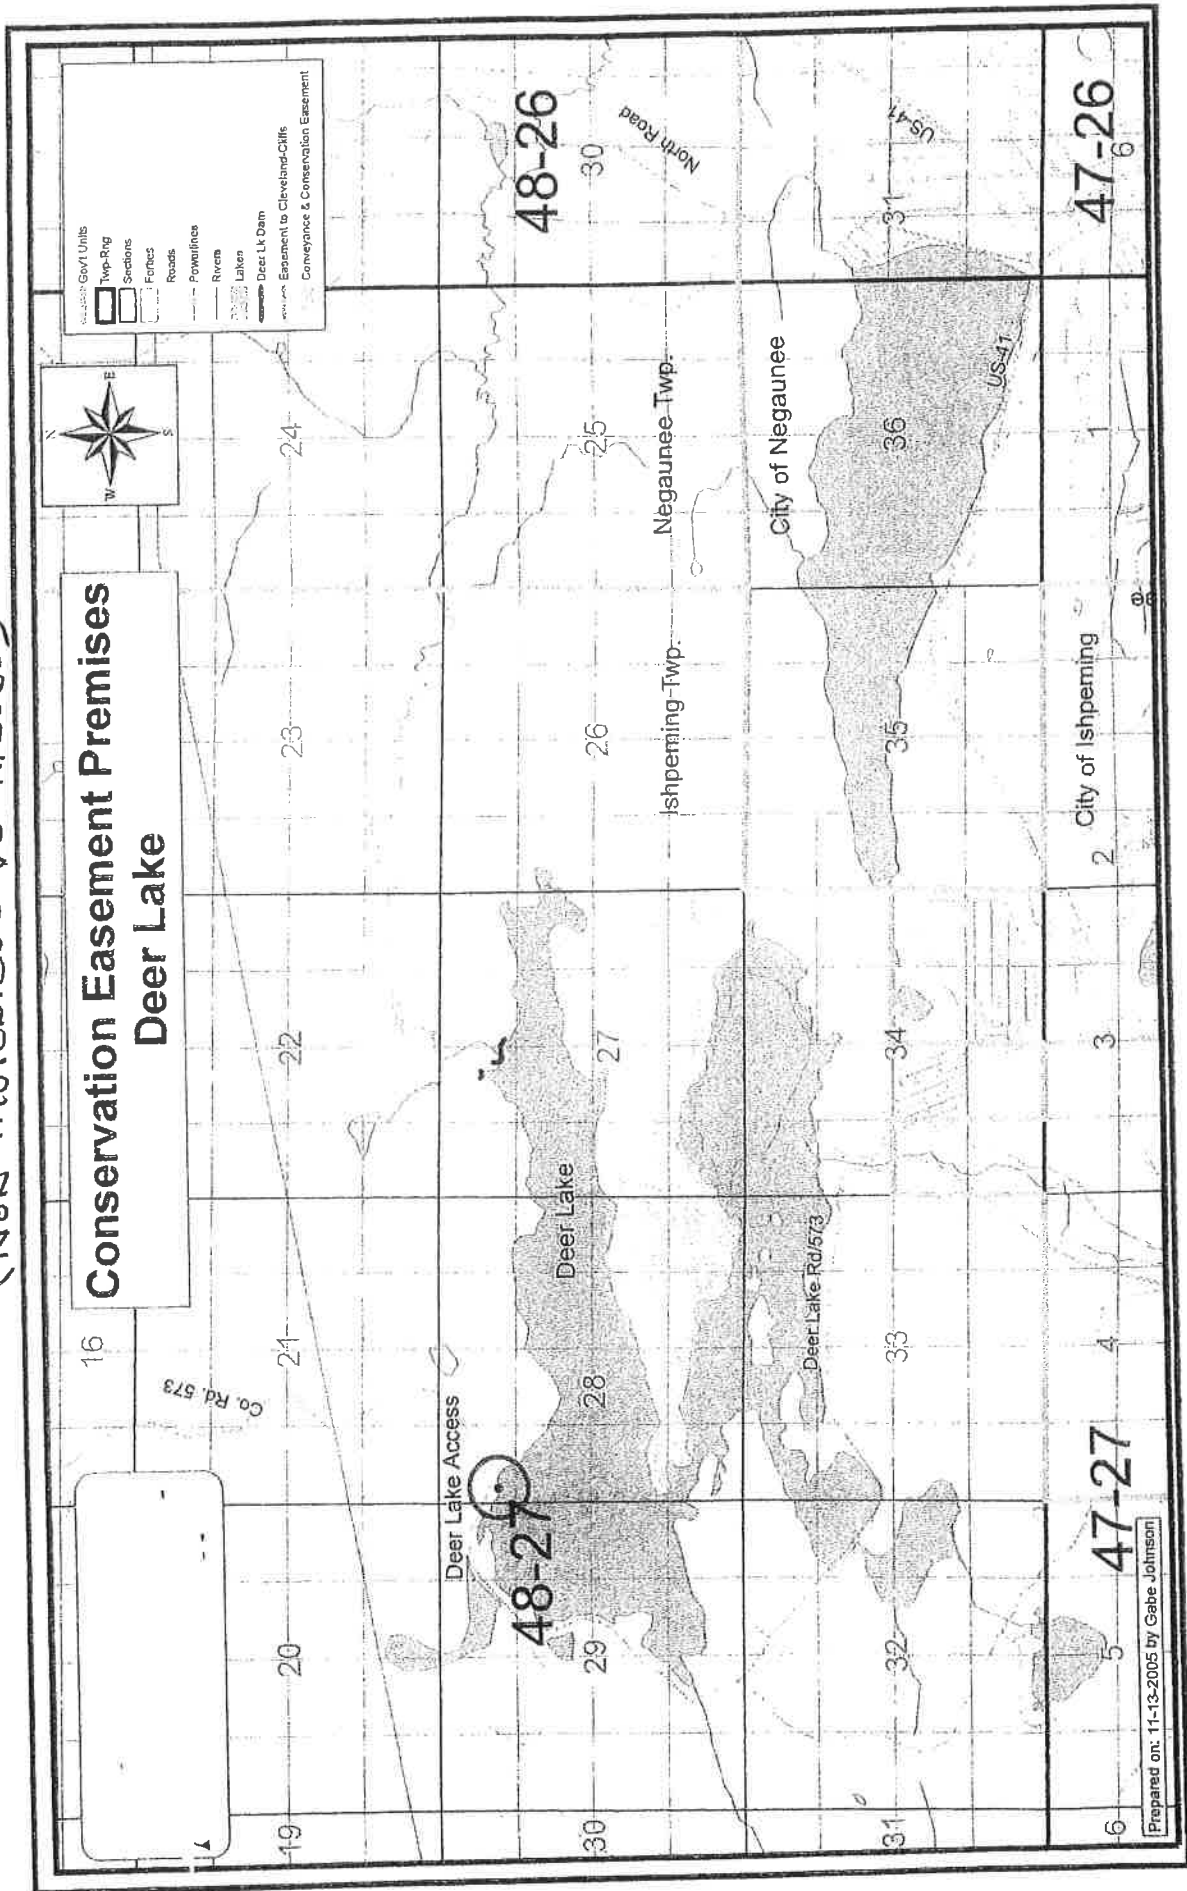 Conservation Easement Premises
Deer Lake
N
W
E
S
Gov't Units
Twp-Rng
Sections
Forties
Roads
Powerlines
Rivers
Lakes
Deer Lk Dam
Easement to Cleveland-Cliffs
Conveyance & Conservation Easement
16
Co. Rd. 573
19
20
21
22
23
24
Deer Lake Access
48-27
48-26
30
29
28
Deer Lake
27
26
25
30
North Road
Ishpeming Twp.
Negaunee Twp.
City of Negaunee
31
32
33
Deer Lake Rd/573
34
35
36
31
US-41
US-41
City of Ishpeming
47-27
47-26
6
5
4
3
2
1
6
Prepared on: 11-13-2005 by Gabe Johnson